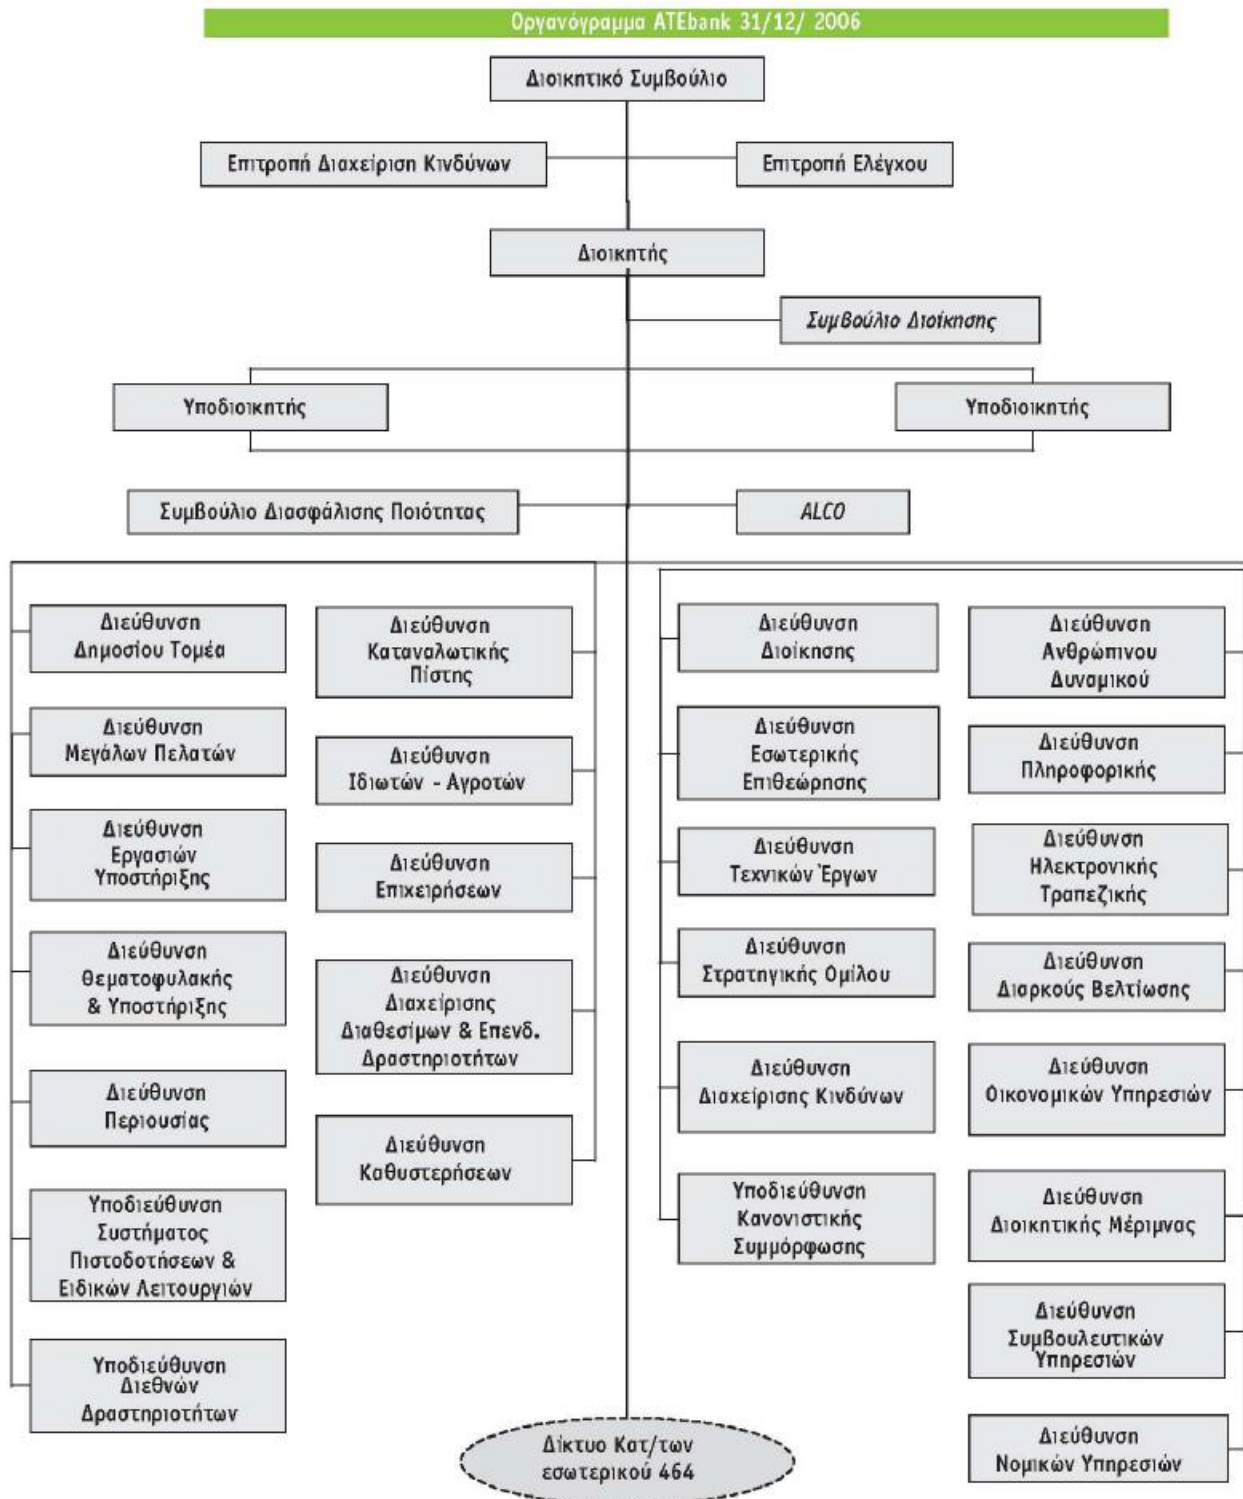 Οργανόγραμμα ATEbank 31/12/ 2006
Διοικητικό Συμβούλιο
Επιτροπή Διαχείριση Κινδύνων
Επιτροπή Ελέγχου
Διοικητής
Συμβούλιο Διοίκησης
Υποδιοικητής
Υποδιοικητής
Συμβούλιο Διασφάλισης Ποιότητας
ALCO
Διεύθυνση
Δημοσίου Τομέα
Διεύθυνση
Μεγάλων Πελατών
Διεύθυνση
Εργασιών
Υποστήριξης
Διεύθυνση
Θεματοφυλακής
& Υποστήριξης
Διεύθυνση
Περιουσίας
Υποδιεύθυνση
Συστήματος
Πιστοδοτήσεων &
Ειδικών Λειτουργιών
Υποδιεύθυνση
Διεθνών
Δραστηριοτήτων
Διεύθυνση
Καταναλωτικής
Πίστης
Διεύθυνση
Ιδιωτών - Αγροτών
Διεύθυνση
Επιχειρήσεων
Διεύθυνση
Διαχείρισης
Διαθεσίμων & Επενδ.
Δραστηριοτήτων
Διεύθυνση
Καθυστερήσεων
Διεύθυνση
Διοίκησης
Διεύθυνση
Εσωτερικής
Επιθεώρησης
Διεύθυνση
Τεχνικών Έργων
Διεύθυνση
Στρατηγικής Ομίλου
Διεύθυνση
Διαχείρισης Κινδύνων
Υποδιεύθυνση
Κανονιστικής
Συμμόρφωσης
Διεύθυνση
Ανθρώπινου
Δυναμικού
Διεύθυνση
Πληροφορικής
Διεύθυνση
Ηλεκτρονικής
Τραπεζικής
Διεύθυνση
Διαρκούς Βελτίωσης
Διεύθυνση
Οικονομικών Υπηρεσιών
Διεύθυνση
Διοικητικής Μέριμνας
Διεύθυνση
Συμβουλευτικών
Υπηρεσιών
Διεύθυνση
Νομικών Υπηρεσιών
Δίκτυο Κατ/των
εσωτερικού 464